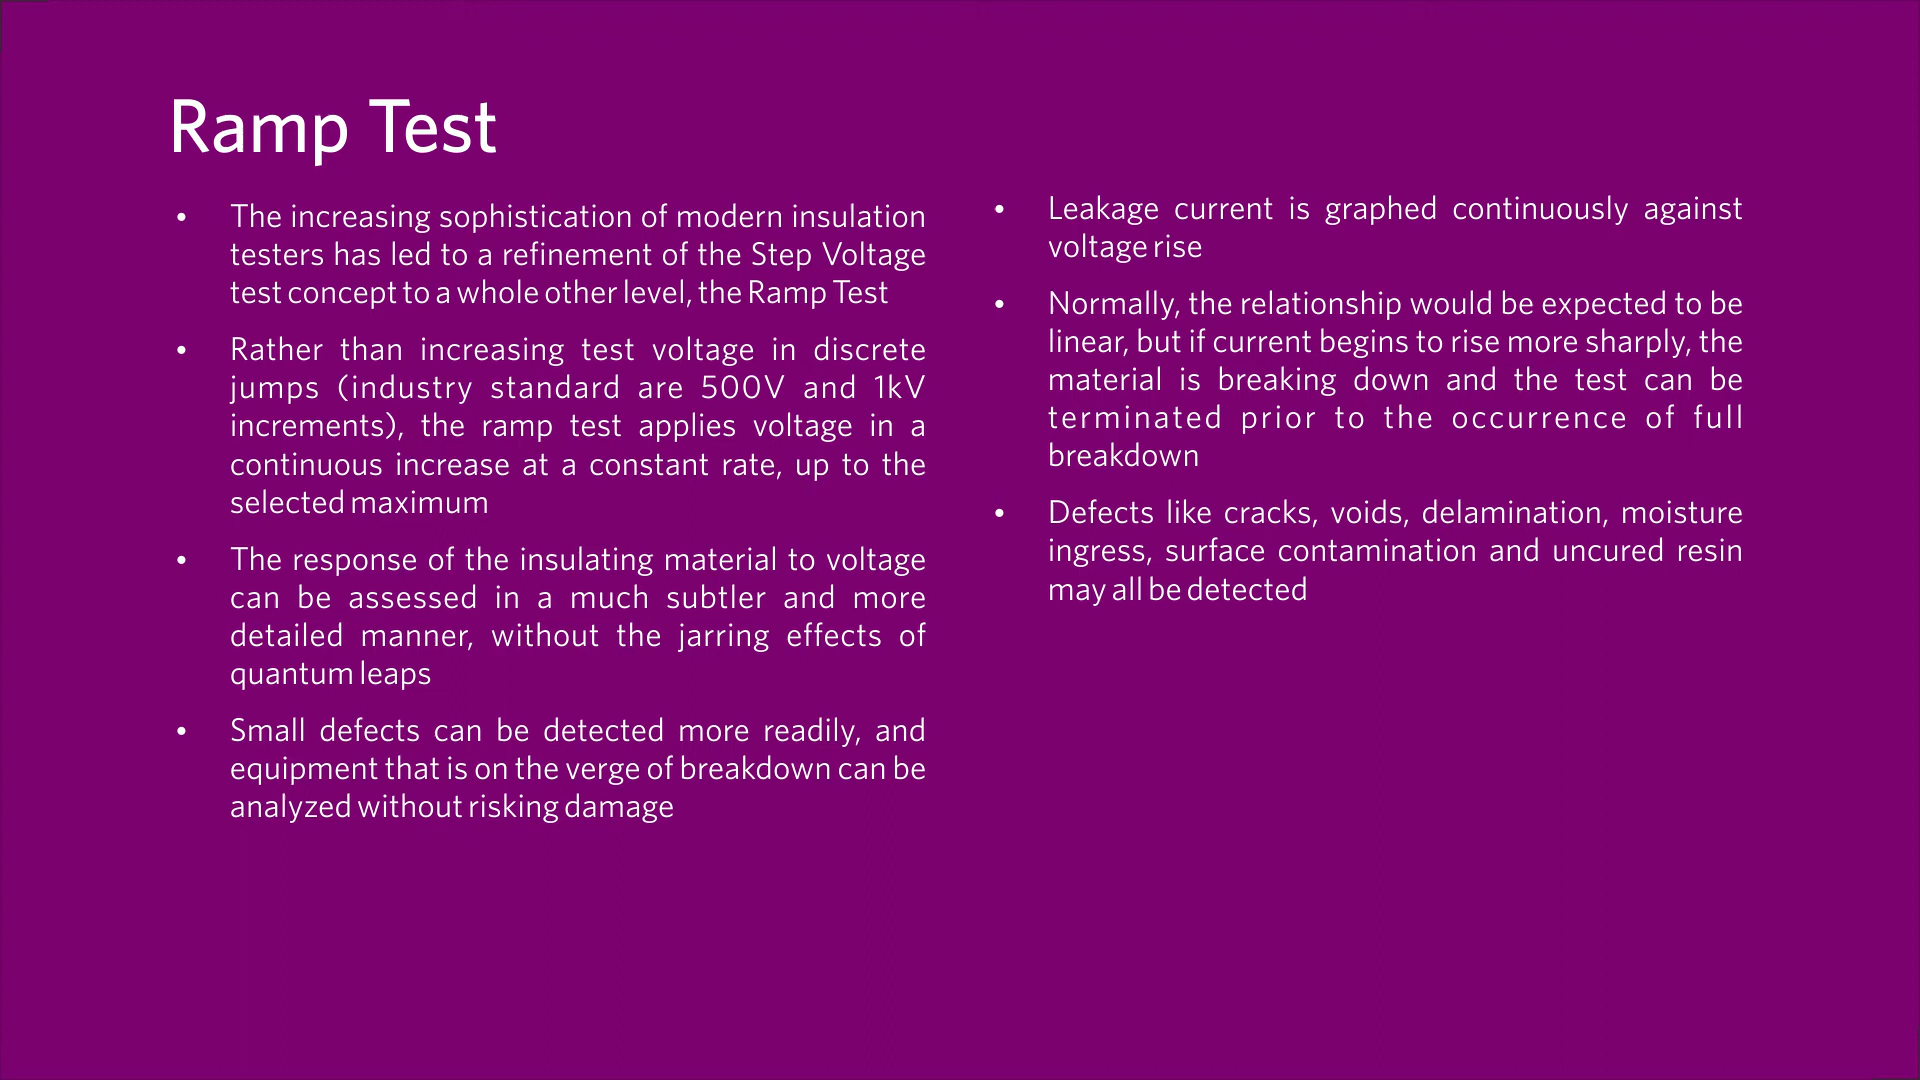 Ramp Test
• The increasing sophistication of modern insulation
testers has led to a refinement of the Step Voltage
test concept to a whole other level, the Ramp Test
• Rather than increasing test voltage in discrete
jumps (industry standard are 500V and 1kV
increments), the ramp test applies voltage in a
continuous increase at a constant rate, up to the
selected maximum
• The response of the insulating material to voltage
can be assessed in a much subtler and more
detailed manner, without the jarring effects of
quantum leaps
• Small defects can be detected more readily, and
equipment that is on the verge of breakdown can be
analyzed without risking damage
• Leakage current is graphed continuously against
voltage rise
• Normally, the relationship would be expected to be
linear, but if current begins to rise more sharply, the
material is breaking down and the test can be
terminated prior to the occurrence of full
breakdown
• Defects like cracks, voids, delamination, moisture
ingress, surface contamination and uncured resin
may all be detected